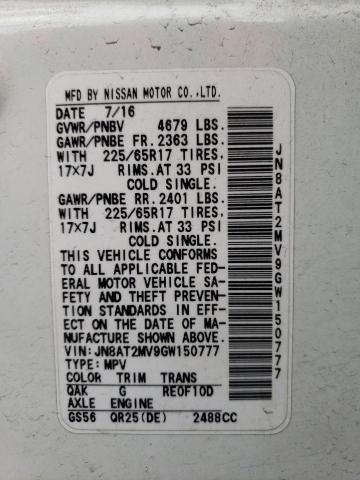 MFD BY NISSAN MOTOR CO.,LTD.
DATE 7/16
GVWR/PNBV 4679 LBS.
GAWR/PNBE FR. 2363 LBS.
WITH 225/65R17 TIRES,
17x7J RIMS.AT 33 PSI
COLD SINGLE.
GAWR/PNBE RR. 2401 LBS.
WITH 225/65R17 TIRES,
17x7J RIMS.AT 33 PSI
COLD SINGLE.
THIS VEHICLE CONFORMS
TO ALL APPLICABLE FED-
ERAL MOTOR VEHICLE SA-
FETY AND THEFT PREVEN-
TION STANDARDS IN EFF-
ECT ON THE DATE OF MA-
NUFACTURE SHOWN ABOVE.
VIN: JN8AT2MV9GW150777
TYPE: MPV
COLOR TRIM TRANS
QAK G RE0F10D
AXLE ENGINE
GS56 QR25(DE) 2488CC
JN8AT2MV9GW150777